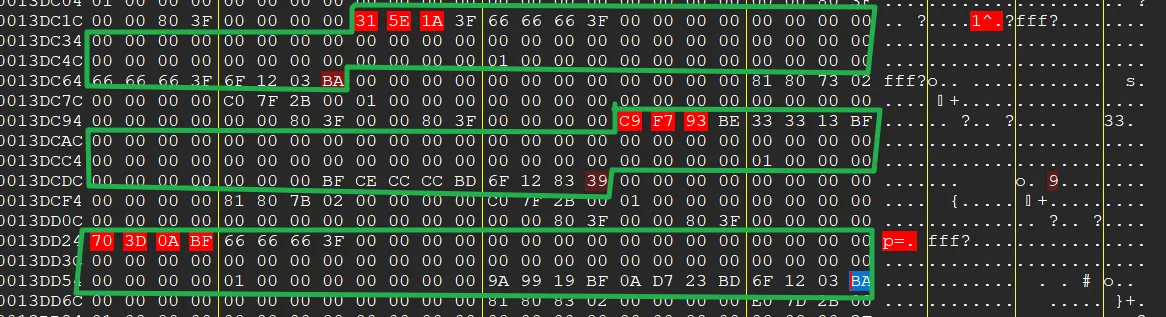 0013DC1C 00 00 80 3F 00 00 00 00 31 5E 1A 3F 66 66 66 3F 00 00 00 00 00 00 00 00 .. ?....1^.?fff?........
0013DC34 00 00 00 00 00 00 00 00 00 00 00 00 00 00 00 00 00 00 00 00 00 00 00 00 ........................
0013DC4C 00 00 00 00 00 00 00 00 00 00 00 00 01 00 00 00 00 00 00 00 00 00 00 00 ........................
0013DC64 66 66 66 3F 6F 12 03 BA 00 00 00 00 00 00 00 00 00 00 00 00 81 80 73 02 fff?o.. ............  s.
0013DC7C 00 00 00 00 C0 7F 2B 00 01 00 00 00 00 00 00 00 00 00 00 00 00 00 00 00 .... +.................
0013DC94 00 00 00 00 00 00 80 3F 00 00 80 3F 00 00 00 00 C9 F7 93 BE 33 33 13 BF ...... ?.. ?....    33.
0013DCAC 00 00 00 00 00 00 00 00 00 00 00 00 00 00 00 00 00 00 00 00 00 00 00 00 ........................
0013DCC4 00 00 00 00 00 00 00 00 00 00 00 00 00 00 00 00 00 00 00 00 01 00 00 00 ........................
0013DCDC 00 00 00 00 00 00 00 BF CE CC CC BD 6F 12 83 39 00 00 00 00 00 00 00 00 .......     o. 9........
0013DCF4 00 00 00 00 81 80 7B 02 00 00 00 00 C0 7F 2B 00 01 00 00 00 00 00 00 00 ....  {..... +.........
0013DD0C 00 00 00 00 00 00 00 00 00 00 00 00 00 00 80 3F 00 00 80 3F 00 00 00 00 .............. ?.. ?....
0013DD24 70 3D 0A BF 66 66 66 3F 00 00 00 00 00 00 00 00 00 00 00 00 00 00 00 00 p=. fff?................
0013DD3C 00 00 00 00 00 00 00 00 00 00 00 00 00 00 00 00 00 00 00 00 00 00 00 00 ........................
0013DD54 00 00 00 00 01 00 00 00 00 00 00 00 9A 99 19 BF 0A D7 23 BD 6F 12 03 BA ............  . . # o..
0013DD6C 00 00 00 00 00 00 00 00 00 00 00 00 81 80 83 02 00 00 00 00 E0 7D 2B 00 ............   ..... }+.